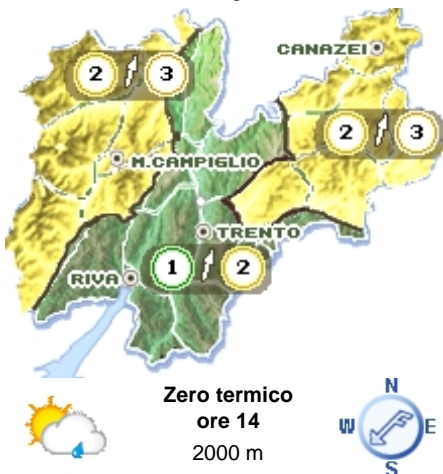 CANAZEI
2 3
2 3
M.CAMPIGLIO
TRENTO
1 2
RIVA
Zero termico
ore 14
2000 m
N
W E
S